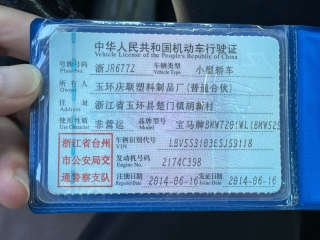 中华人民共和国机动车行驶证
Vehicle License of the People's Republic of China
号牌号码 浙JR677Z 车辆类型 小型轿车
Plate No. Vehicle Type
所有人 玉环庆联塑料制品厂(普通合伙)
Owner
住址 浙江省玉环县楚门镇胡新村
Address
使用性质 非营运 品牌型号 宝马牌BMW7201WL(BMW525
Use Character Model
浙江省台州市公安局交通警察支队
车辆识别代号 LBV5S3103ESJ59118
VIN
发动机号码 2174C398
Engine No.
注册日期 2014-06-16 发证日期 2014-06-16
Register Date Issue Date